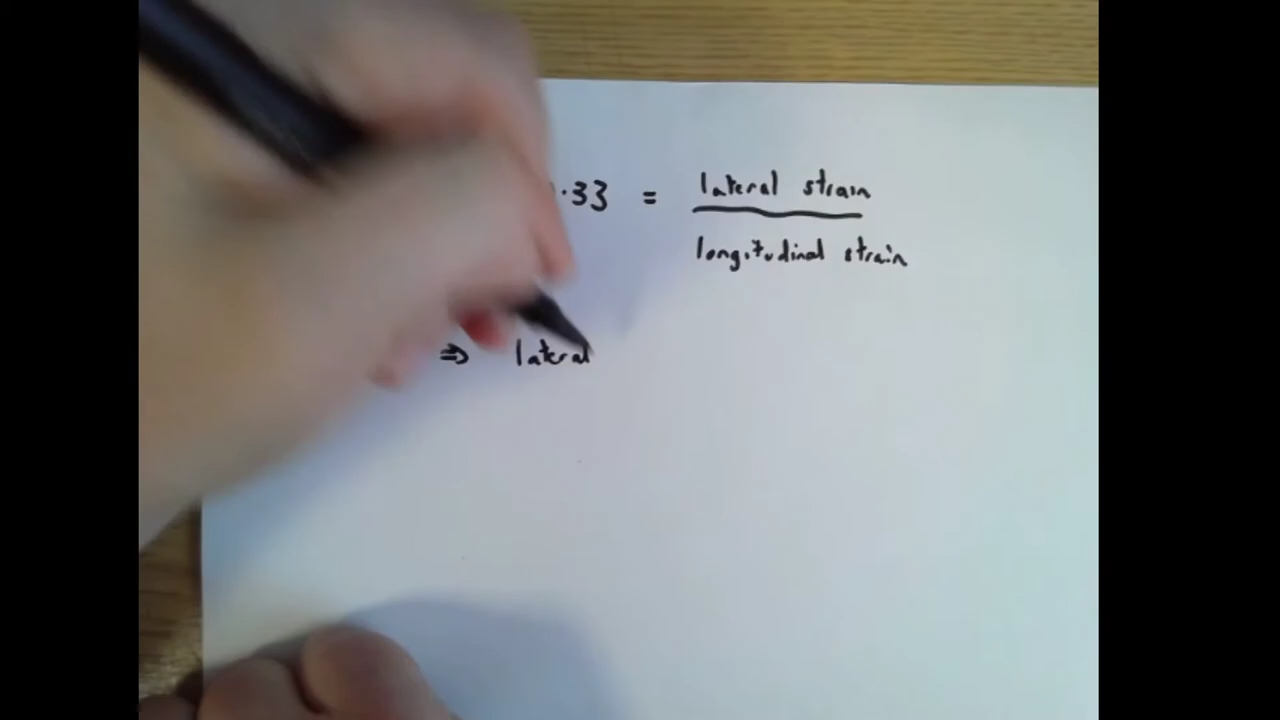 .33 = lateral strain
longitudinal strain
⇒ lateral